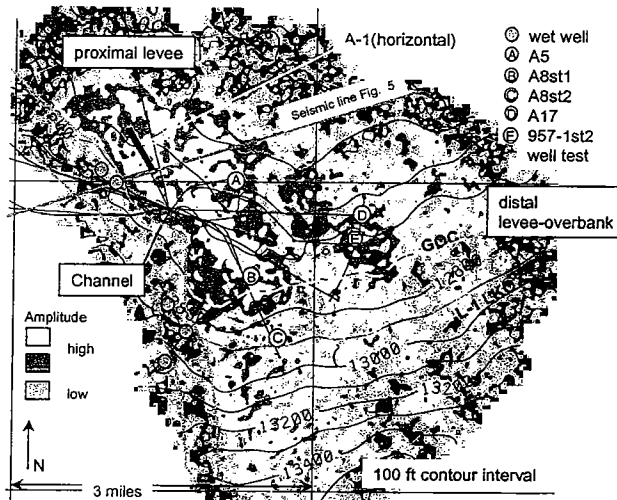 A-1(horizontal)
proximal levee
Seismic line Fig. 5
wet well
A A5
B A8st1
C A8st2
D A17
E 957-1st2
well test
A
D
E
B
C
distal
levee-overbank
GOC
Channel
Amplitude
high
low
13000
13200
N
3 miles
100 ft contour interval